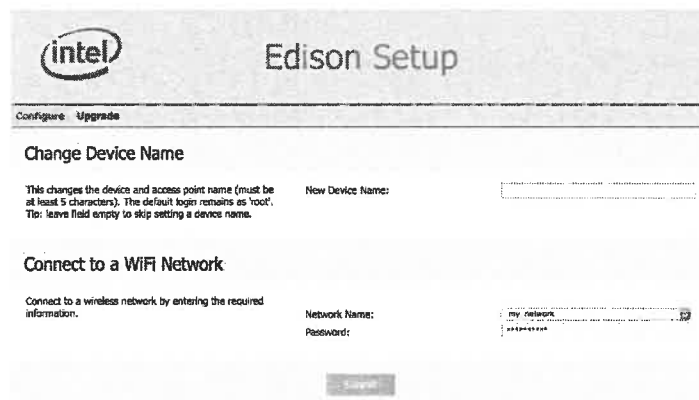 intel
Edison Setup
Configure Upgrade
Change Device Name
This changes the device and access point name (must be
at least 5 characters). The default login remains as 'root'.
Tip: leave field empty to skip setting a device name.
New Device Name:
Connect to a WiFi Network
Connect to a wireless network by entering the required
information.
Network Name:
my network
Password:
**********
Submit